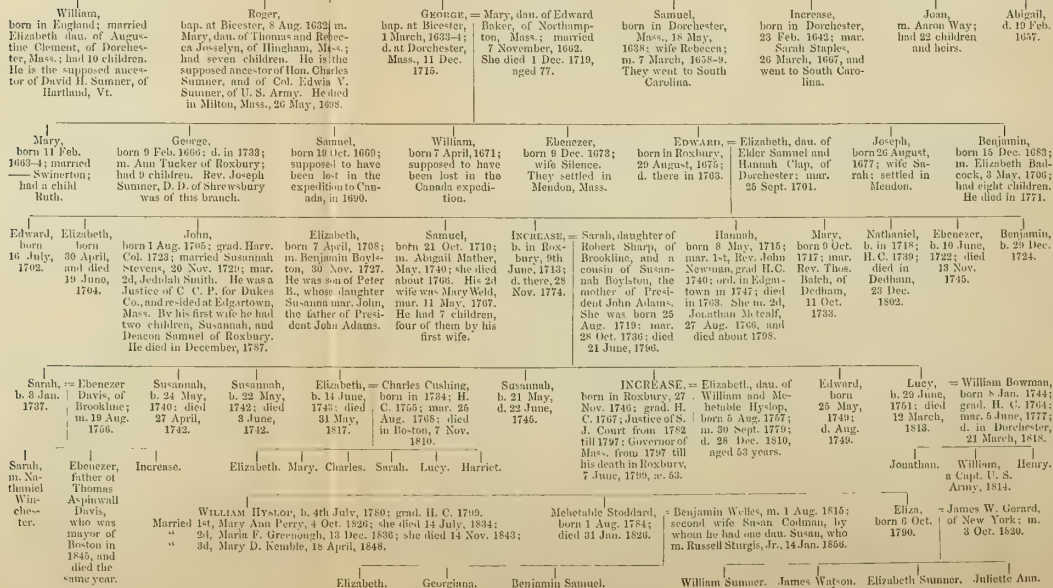 William,
born in England; married
Elizabeth dau. of Augus-
tine Clement, of Dorches-
ter, Mass.; had 10 children.
He is the supposed ances-
tor of David H. Sumner, of
Hartland, Vt.
Roger,
bap. at Bicester, 8 Aug. 1632; m.
Mary, dau. of Thomas and Rebec-
ca Josselyn, of Hingham, Mass.;
had seven children. He is the
supposed ancestor of Hon. Charles
Sumner, and of Col. Edwin V.
Sumner, of U. S. Army. He died
in Milton, Mass., 26 May, 1698.
GEORGE,
bap. at Bicester,
1 March, 1633-4;
d. at Dorchester,
Mass., 11 Dec.
1715.
= Mary, dau. of Edward
Baker, of Northamp-
ton, Mass.; married
7 November, 1662.
She died 1 Dec. 1719,
aged 77.
Samuel,
born in Dorchester,
Mass., 18 May,
1638; wife Rebecca;
m. 7 March, 1658-9.
They went to South
Carolina.
Increase,
born in Dorchester,
23 Feb. 1642; mar.
Sarah Staples,
26 March, 1667, and
went to South Caro-
lina.
Joan,
m. Aaron Way;
had 22 children
and heirs.
Abigail,
d. 19 Feb.
1657.
Mary,
born 11 Feb.
1663-4; married
—— Swinerton;
had a child
Ruth.
George,
born 9 Feb. 1666; d. in 1733;
m. Ann Tucker of Roxbury;
had 9 children. Rev. Joseph
Sumner, D. D. of Shrewsbury
was of this branch.
Samuel,
born 19 Oct. 1669;
supposed to have
been lost in the
expedition to Can-
ada, in 1690.
William,
born 7 April, 1671;
supposed to have
been lost in the
Canada expedi-
tion.
Ebenezer,
born 9 Dec. 1673;
wife Silence.
They settled in
Mendon, Mass.
EDWARD,
born in Roxbury,
29 August, 1675;
d. there in 1763.
= Elizabeth, dau. of
Elder Samuel and
Hannah Clap, of
Dorchester; mar.
25 Sept. 1701.
Joseph,
born 26 August,
1677; wife Sa-
rah; settled in
Mendon.
Benjamin,
born 15 Dec. 1683;
m. Elizabeth Bad-
cock, 3 May, 1706;
had eight children.
He died in 1771.
Edward,
born
16 July,
1702.
Elizabeth,
born
30 April,
and died
19 June,
1704.
John,
born 1 Aug. 1705; grad. Harv.
Col. 1723; married Susannah
Stevens, 20 Nov. 1729; mar.
2d, Jedidah Smith. He was a
Justice of C. C. P. for Dukes
Co., and resided at Edgartown,
Mass. By his first wife he had
two children, Susannah, and
Deacon Samuel of Roxbury.
He died in December, 1787.
Elizabeth,
born 7 April, 1708;
m. Benjamin Boyls-
ton, 30 Nov. 1727.
He was son of Peter
B., whose daughter
Susanna mar. John,
the father of Presi-
dent John Adams.
Samuel,
born 21 Oct. 1710;
m. Abigail Mather,
May, 1740; she died
about 1766. His 2d
wife was Mary Weld,
mar. 11 May, 1767.
He had 7 children,
four of them by his
first wife.
INCREASE,
b. in Rox-
bury, 9th
June, 1713;
d. there, 28
Nov. 1774.
= Sarah, daughter of
Robert Sharp, of
Brookline, and a
cousin of Susan-
nah Boylston, the
mother of Presi-
dent John Adams.
She was born 25
Aug. 1719; mar.
28 Oct. 1736; died
21 June, 1796.
Hannah,
born 8 May, 1715;
mar. 1st, Rev. John
Newman, grad H.C.
1740; ord. in Edgar-
town in 1747; died
in 1763. She m. 2d,
Jonathan Metcalf,
27 Aug. 1766, and
died about 1798.
Mary,
born 9 Oct.
1717; mar.
Rev. Thos.
Balch, of
Dedham,
11 Oct.
1733.
Nathaniel,
b. in 1718;
H. C. 1739;
died in
Dedham,
23 Dec.
1802.
Ebenezer,
b. 10 June,
1722; died
13 Nov.
1745.
Benjamin,
b. 29 Dec.
1724.
Sarah,
b. 3 Jan.
1737.
= Ebenezer
Davis, of
Brookline;
m. 19 Aug.
1756.
Susannah,
b. 24 May,
1740; died
27 April,
1742.
Susannah,
b. 22 May,
1742; died
3 June,
1742.
Elizabeth,
b. 14 June,
1743; died
31 May,
1817.
= Charles Cushing,
born in 1734; H.
C. 1755; mar. 25
Aug. 1768; died
in Boston, 7 Nov.
1810.
Susannah,
b. 21 May,
d. 22 June,
1745.
INCREASE,
born in Roxbury, 27
Nov. 1746; grad. H.
C. 1767; Justice of S.
J. Court from 1782
till 1797; Governor of
Mass. from 1797 till
his death in Roxbury,
7 June, 1799, æ. 53.
= Elizabeth, dau. of
William and Me-
hetable Hyslop,
born 5 Aug. 1757;
m. 30 Sept. 1779;
d. 28 Dec. 1810,
aged 53 years.
Edward,
born
25 May,
1749;
d. Aug.
1749.
Lucy,
b. 29 June,
1751; died
12 March,
1813.
= William Bowman,
born 8 Jan. 1744;
grad. H. C. 1764;
mar. 5 June, 1777;
d. in Dorchester,
21 March, 1818.
Sarah,
m. Na-
thaniel
Win-
ches-
ter.
Ebenezer,
father of
Thomas
Aspinwall
Davis,
who was
mayor of
Boston in
1845, and
died the
same year.
Increase.
Elizabeth. Mary. Charles. Sarah. Lucy. Harriet.
Jonathan. William, Henry.
a Capt. U. S.
Army, 1814.
WILLIAM HYSLOP, b. 4th July, 1780; grad. H. C. 1799.
Married 1st, Mary Ann Perry, 4 Oct. 1826; she died 14 July, 1834;
" 2d, Maria F. Greenough, 13 Dec. 1836; she died 14 Nov. 1843;
" 3d, Mary D. Kemble, 18 April, 1848.
Mehetable Stoddard,
born 1 Aug. 1784;
died 31 Jan. 1826.
= Benjamin Welles, m. 1 Aug. 1815;
second wife Susan Codman, by
whom he had one dau. Susan, who
m. Russell Sturgis, Jr., 14 Jan. 1856.
Eliza,
born 6 Oct.
1790.
= James W. Gerard,
of New York; m.
3 Oct. 1820.
Elizabeth. Georgiana. Benjamin Samuel.
William Sumner. James Watson. Elizabeth Sumner. Juliette Ann.